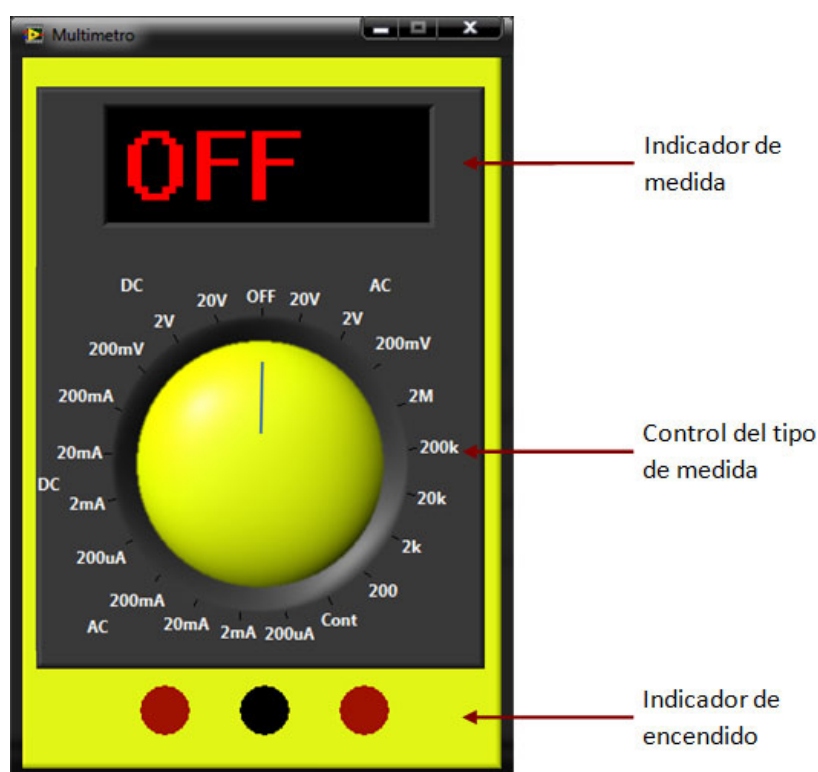 Multimetro
OFF
Indicador de
medida
DC
AC
20V
OFF
20V
2V
2V
200mV
200mV
200mA
2M
20mA
200k
DC
2mA
20k
200uA
2k
200mA
200
AC
20mA
2mA
200uA
Cont
Control del tipo
de medida
Indicador de
encendido